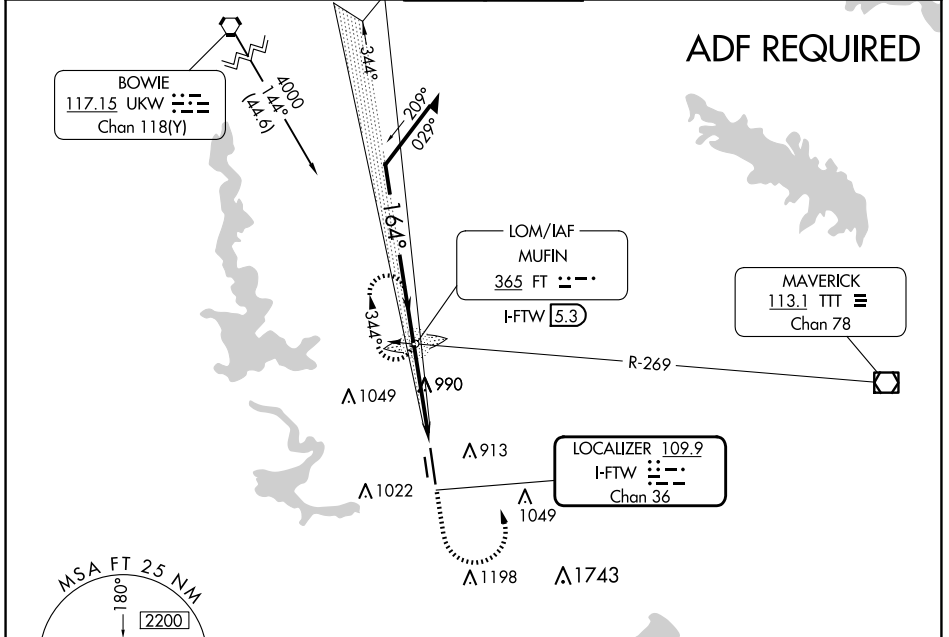 ADF REQUIRED
BOWIE
117.15 UKW
Chan 118(Y)
4000
144°
(44.6)
344°
209°
029°
164°
LOM/IAF
MUFIN
365 FT
I-FTW 5.3
MAVERICK
113.1 TTT
Chan 78
344°
R-269
1049
990
913
LOCALIZER 109.9
I-FTW
Chan 36
1022
1049
1198
1743
MSA FT 25 NM
180°
2200